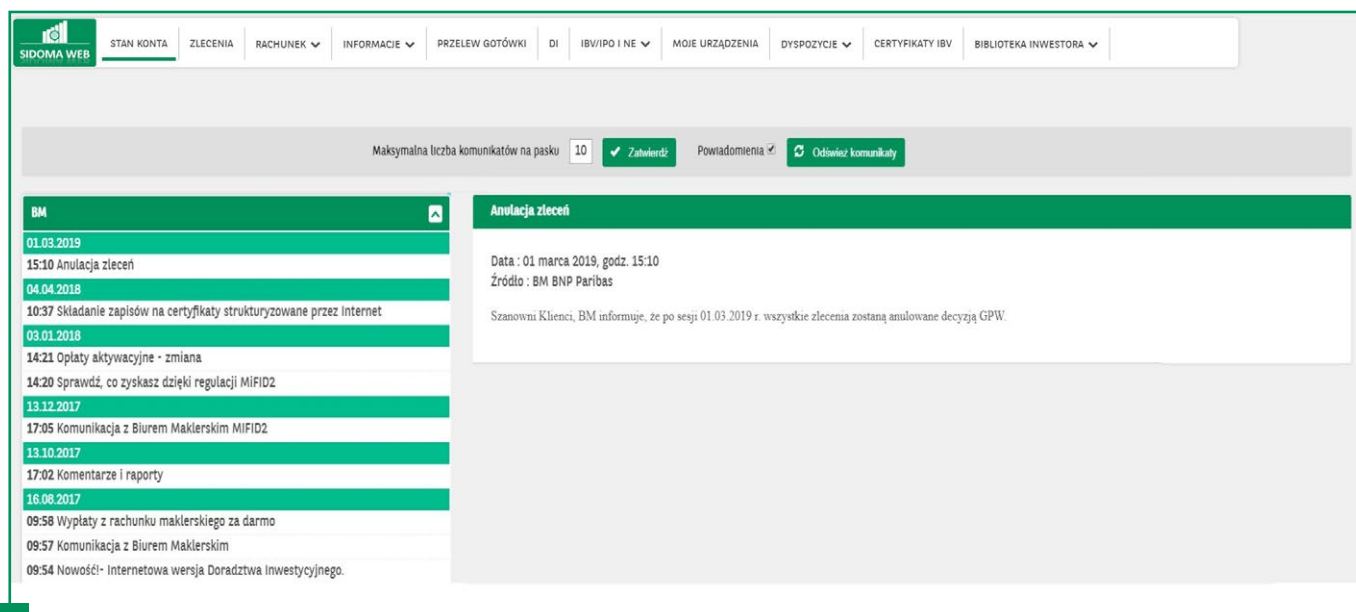 SIDOMA WEB
STAN KONTA
ZLECENIA
RACHUNEK
INFORMACJE
PRZELEW GOTÓWKI
DI
IBV/IPO I NE
MOJE URZĄDZENIA
DYSPOZYCJE
CERTYFIKATY IBV
BIBLIOTEKA INWESTORA
Maksymalna liczba komunikatów na pasku 10 Zatwierdź Powiadomienia Odśwież komunikaty
BM
01.03.2019
15:10 Anulacja zleceń
04.04.2018
10:37 Składanie zapisów na certyfikaty strukturyzowane przez Internet
03.01.2018
14:21 Opłaty aktywacyjne - zmiana
14:20 Sprawdź, co zyskasz dzięki regulacji MiFID2
13.12.2017
17:05 Komunikacja z Biurem Maklerskim MIFID2
13.10.2017
17:02 Komentarze i raporty
16.08.2017
09:58 Wypłaty z rachunku maklerskiego za darmo
09:57 Komunikacja z Biurem Maklerskim
09:54 Nowość!- Internetowa wersja Doradztwa Inwestycyjnego.
Anulacja zleceń
Data : 01 marca 2019, godz. 15:10
Źródło : BM BNP Paribas
Szanowni Klienci, BM informuje, że po sesji 01.03.2019 r. wszystkie zlecenia zostaną anulowane decyzją GPW.